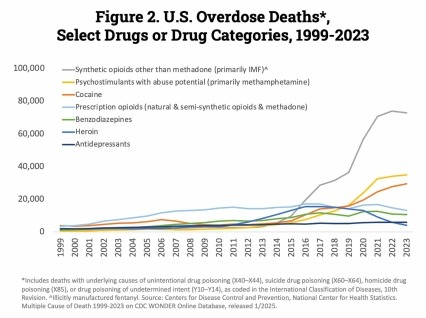 Figure 2. U.S. Overdose Deaths*,
Select Drugs or Drug Categories, 1999-2023
100,000
80,000
60,000
40,000
20,000
0
Synthetic opioids other than methadone (primarily IMF)^
Psychostimulants with abuse potential (primarily methamphetamine)
Cocaine
Prescription opioids (natural & semi-synthetic opioids & methadone)
Benzodiazepines
Heroin
Antidepressants
1999 2000 2001 2002 2003 2004 2005 2006 2007 2008 2009 2010 2011 2012 2013 2014 2015 2016 2017 2018 2019 2020 2021 2022 2023
*Includes deaths with underlying causes of unintentional drug poisoning (X40–X44), suicide drug poisoning (X60–X64), homicide drug
poisoning (X85), or drug poisoning of undetermined intent (Y10–Y14), as coded in the International Classification of Diseases, 10th
Revision. ^Illicitly manufactured fentanyl. Source: Centers for Disease Control and Prevention, National Center for Health Statistics.
Multiple Cause of Death 1999-2023 on CDC WONDER Online Database, released 1/2025.